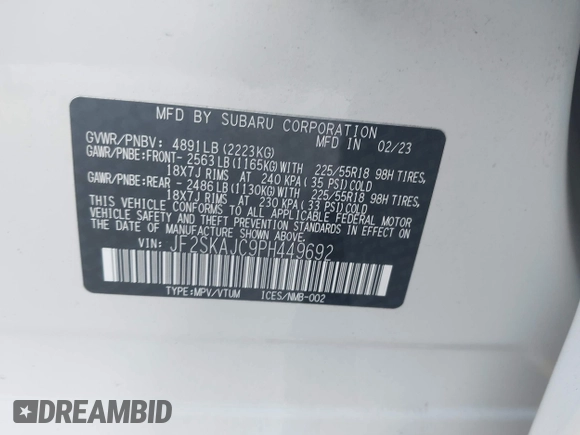 MFD BY SUBARU CORPORATION
MFD IN 02/23
GVWR/PNBV: 4891LB(2223KG)
GAWR/PNBE:FRONT- 2563LB(1165KG)WITH 225/55R18 98H TIRES,
18X7J RIMS AT 240 KPA(35 PSI)COLD
GAWR/PNBE:REAR - 2486LB(1130KG)WITH 225/55R18 98H TIRES,
18X7J RIMS AT 230 KPA(33 PSI)COLD
THIS VEHICLE CONFORMS TO ALL APPLICABLE FEDERAL MOTOR
VEHICLE SAFETY AND THEFT PREVENTION STANDARDS IN EFFECT ON
THE DATE OF MANUFACTURE SHOWN ABOVE.
VIN: JF2SKAJC9PH449692
TYPE:MPV/VTUM ICES/NMB-002
DREAMBID